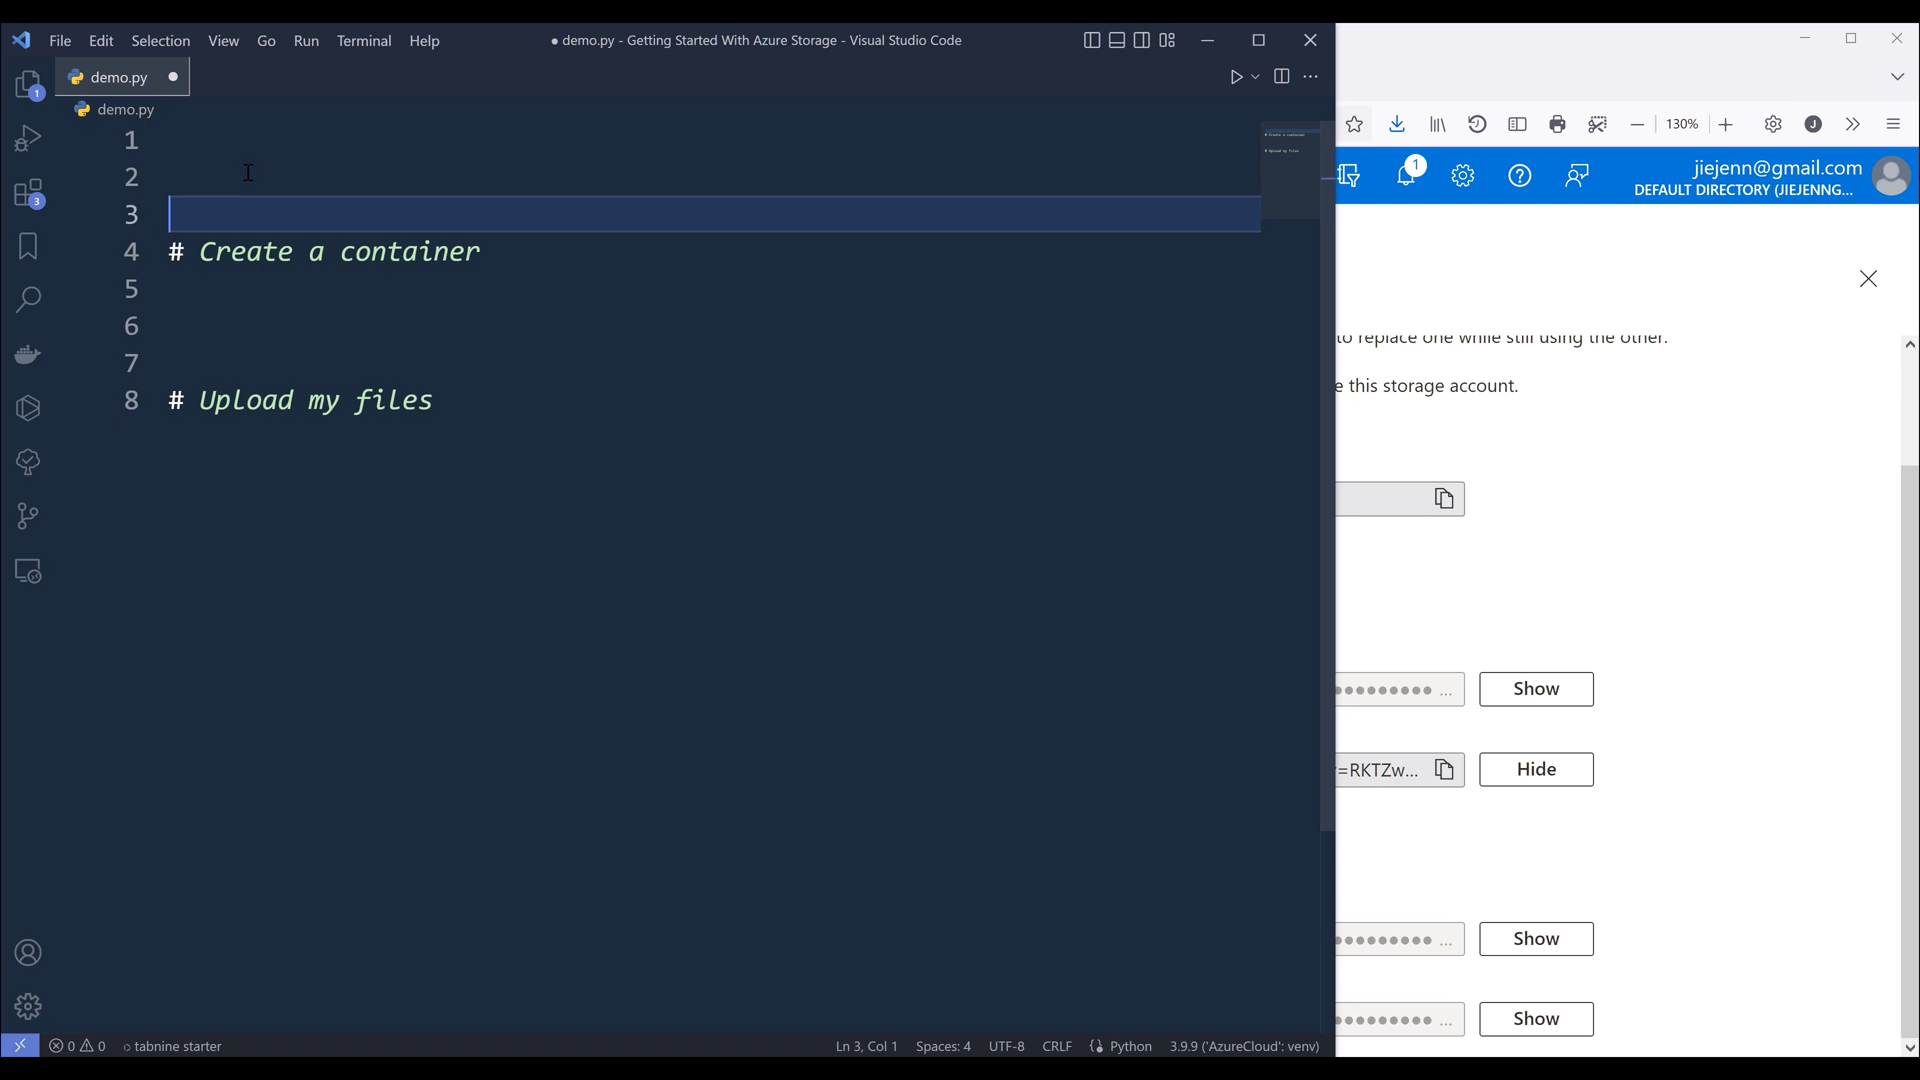 File Edit Selection View Go Run Terminal Help
● demo.py - Getting Started With Azure Storage - Visual Studio Code
demo.py
demo.py
1
2
3
4 # Create a container
5
6
7
8 # Upload my files
1
3
0 0
tabnine starter
Ln 3, Col 1
Spaces: 4
UTF-8
CRLF
Python
3.9.9 ('AzureCloud': venv)
130%
J
1
jiejenn@gmail.com
DEFAULT DIRECTORY (JIEJENNG...
to replace one while still using the other.
e this storage account.
... Show
=RKTZw... Hide
... Show
... Show